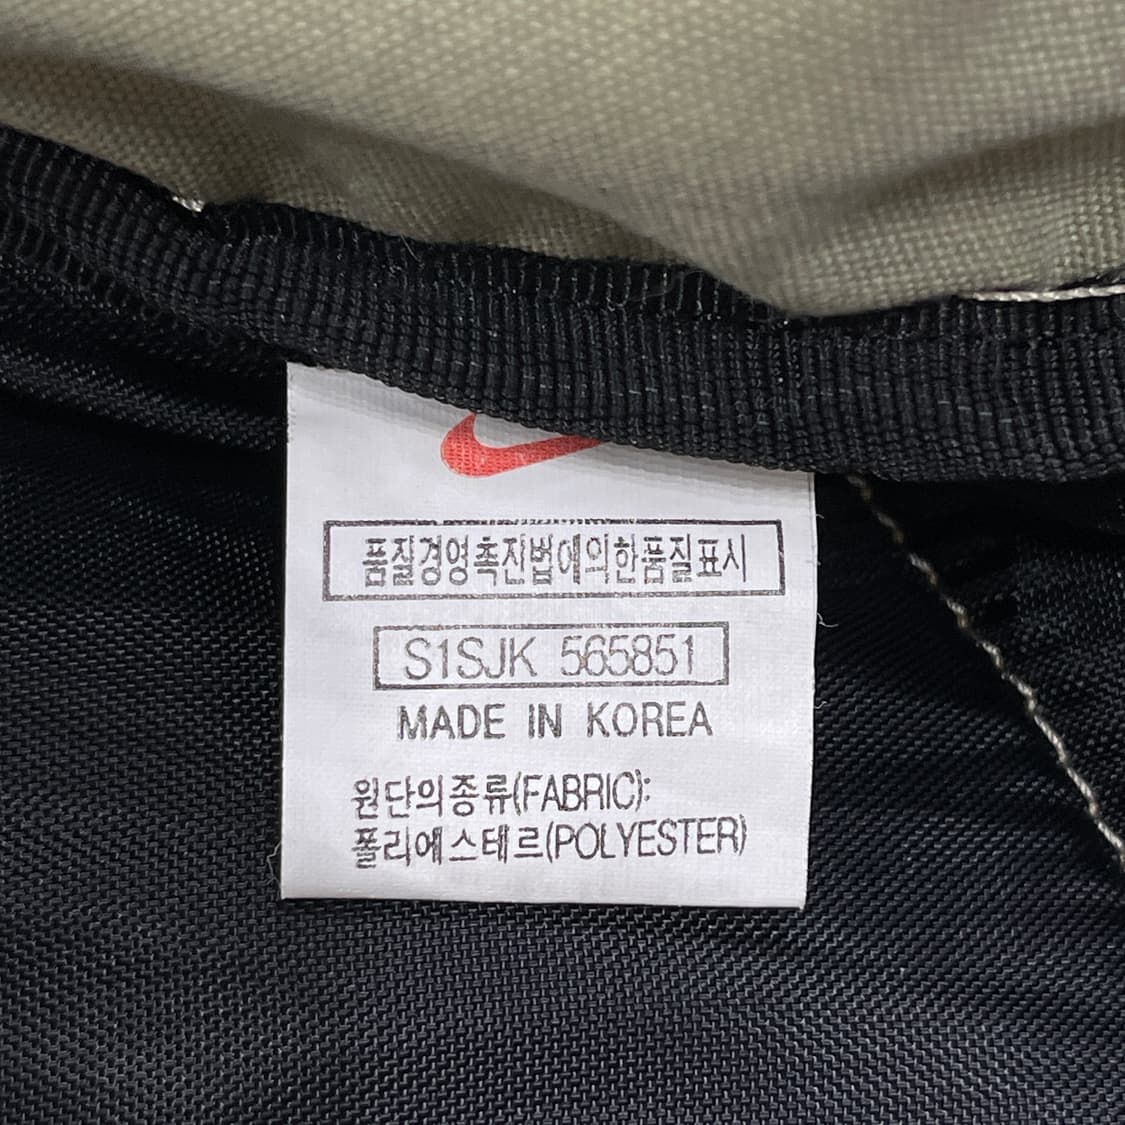 품질경영촉진법에의한품질표시
S1SJK 565851
MADE IN KOREA
원단의종류(FABRIC):
폴리에스테르(POLYESTER)